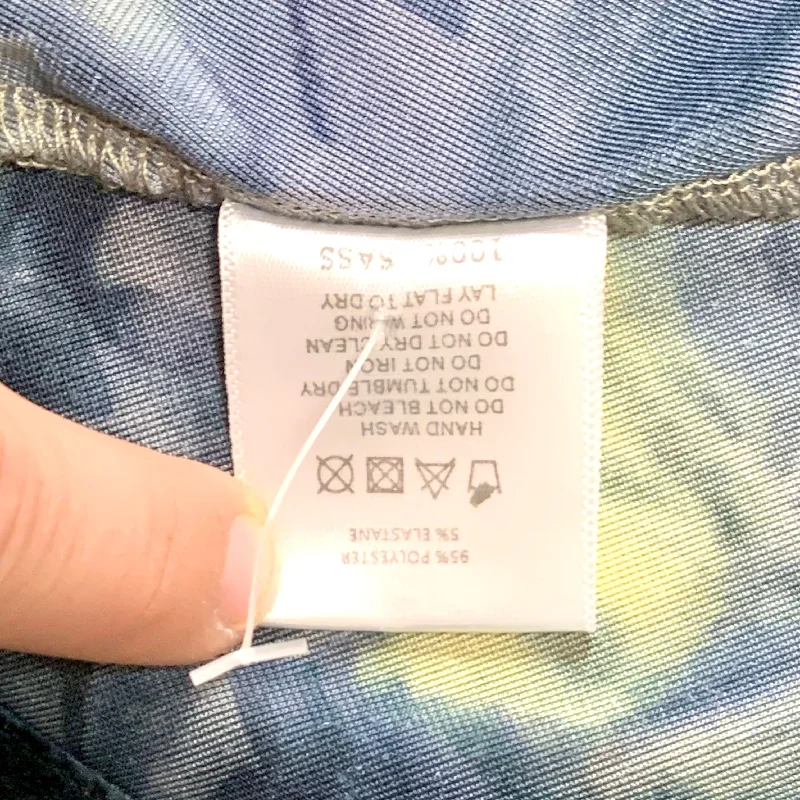 95% POLYESTER
5% ELASTANE
HAND WASH
DO NOT BLEACH
DO NOT TUMBLE DRY
DO NOT IRON
DO NOT DRY CLEAN
DO NOT WRING
LAY FLAT TO DRY
100% SASS